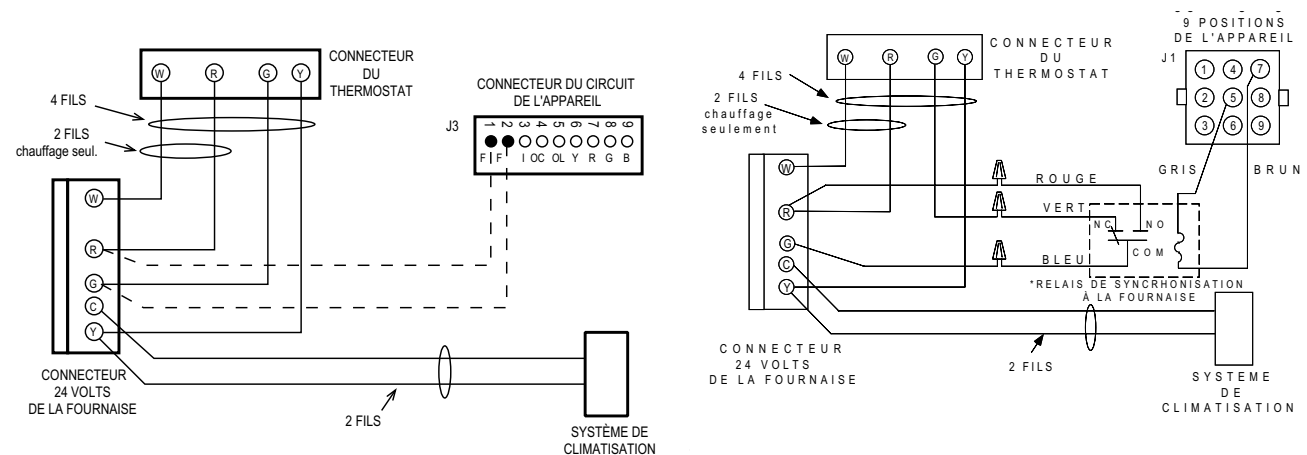 W R G Y
CONNECTEUR
DU
THERMOSTAT
4 FILS
2 FILS
chauffage seul.
CONNECTEUR DU CIRCUIT
DE L'APPAREIL
J3
1 2 3 4 5 6 7 8 9
F F I OC OL Y R G B
W
R
G
C
Y
CONNECTEUR
24 VOLTS
DE LA FOURNAISE
2 FILS
SYSTÈME DE
CLIMATISATION
9 POSITIONS
DE L'APPAREIL
J1
1 4 7
2 5 8
3 6 9
GRIS
BRUN
W R G Y
CONNECTEUR
DU
THERMOSTAT
4 FILS
2 FILS
chauffage
seulement
W
R
G
C
Y
ROUGE
VERT
BLEU
NC
NO
COM
*RELAIS DE SYNCRHONISATION
À LA FOURNAISE
CONNECTEUR
24 VOLTS
DE LA FOURNAISE
2 FILS
SYSTEME
DE
CLIMATISATION